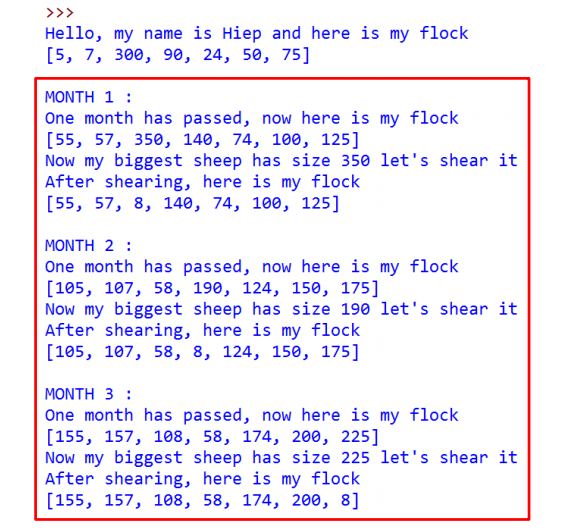 >>>
Hello, my name is Hiep and here is my flock
[5, 7, 300, 90, 24, 50, 75]
MONTH 1 :
One month has passed, now here is my flock
[55, 57, 350, 140, 74, 100, 125]
Now my biggest sheep has size 350 let's shear it
After shearing, here is my flock
[55, 57, 8, 140, 74, 100, 125]
MONTH 2 :
One month has passed, now here is my flock
[105, 107, 58, 190, 124, 150, 175]
Now my biggest sheep has size 190 let's shear it
After shearing, here is my flock
[105, 107, 58, 8, 124, 150, 175]
MONTH 3 :
One month has passed, now here is my flock
[155, 157, 108, 58, 174, 200, 225]
Now my biggest sheep has size 225 let's shear it
After shearing, here is my flock
[155, 157, 108, 58, 174, 200, 8]